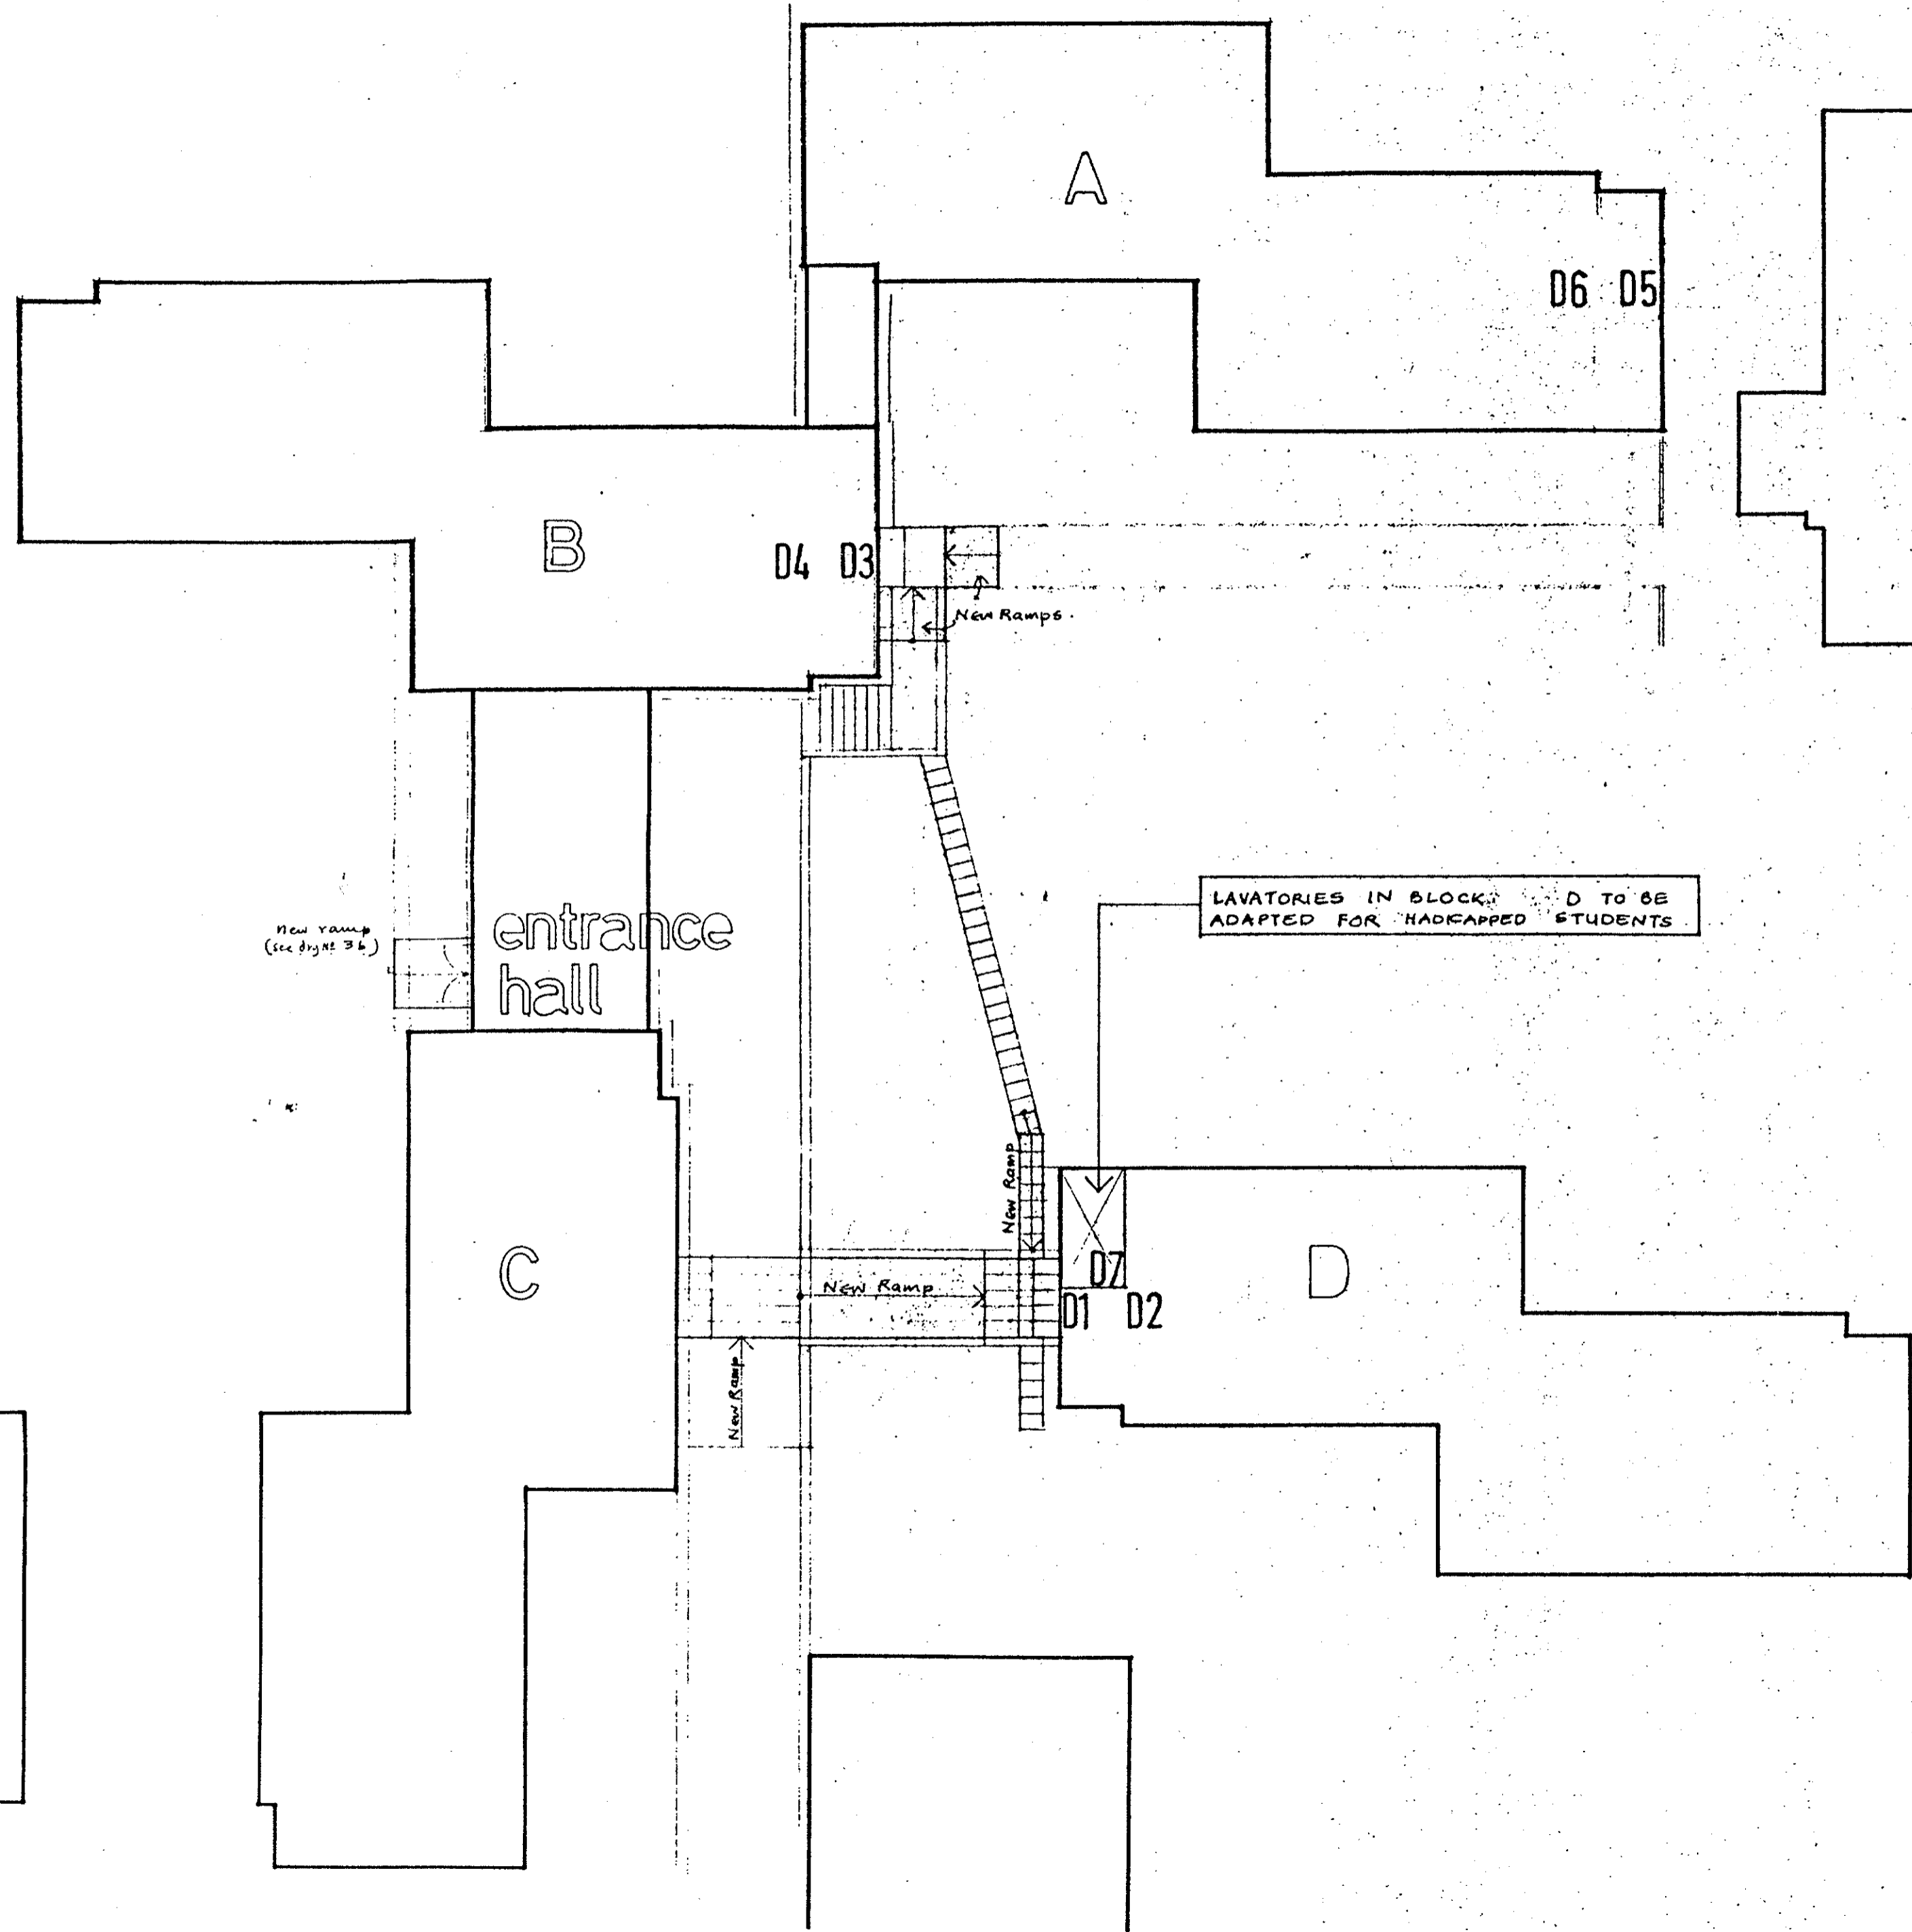 A
D6 D5
B
D4 D3
New Ramps.
LAVATORIES IN BLOCK D TO BE
ADAPTED FOR HADICAPPED STUDENTS
new ramp
(see drg Nº 3b)
entrance
hall
New Ramp
C
New Ramp
D7
D
D1 D2
New Ramp